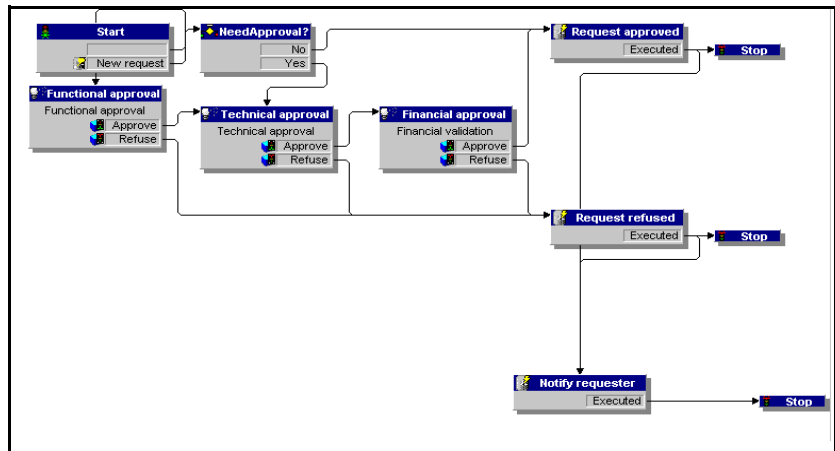 Start
New request
NeedApproval?
No
Yes
Request approved
Executed
Stop
Functional approval
Functional approval
Approve
Refuse
Technical approval
Technical approval
Approve
Refuse
Financial approval
Financial validation
Approve
Refuse
Request refused
Executed
Stop
Notify requester
Executed
Stop